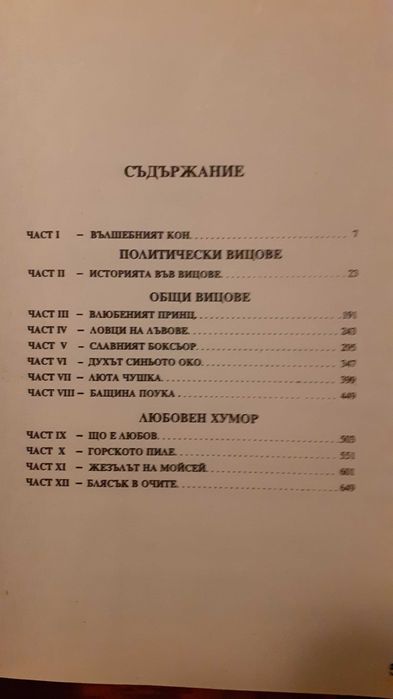 СЪДЪРЖАНИЕ
ЧАСТ I – ВЪЛШЕБНИЯТ КОН. 7
ПОЛИТИЧЕСКИ ВИЦОВЕ
ЧАСТ II – ИСТОРИЯТА ВЪВ ВИЦОВЕ. 23
ОБЩИ ВИЦОВЕ
ЧАСТ III – ВЛЮБЕНИЯТ ПРИНЦ. 191
ЧАСТ IV – ЛОВЦИ НА ЛЪВОВЕ. 243
ЧАСТ V – СЛАВНИЯТ БОКСЬОР. 295
ЧАСТ VI – ДУХЪТ СИНЬОТО ОКО. 347
ЧАСТ VII – ЛЮТА ЧУШКА. 399
ЧАСТ VIII – БАЩИНА ПОУКА 449
ЛЮБОВЕН ХУМОР
ЧАСТ IX – ЩО Е ЛЮБОВ. 503
ЧАСТ X – ГОРСКОТО ПИЛЕ. 551
ЧАСТ XI – ЖЕЗЪЛЪТ НА МОЙСЕЙ. 601
ЧАСТ XII – БЛЯСЪК В ОЧИТЕ. 649